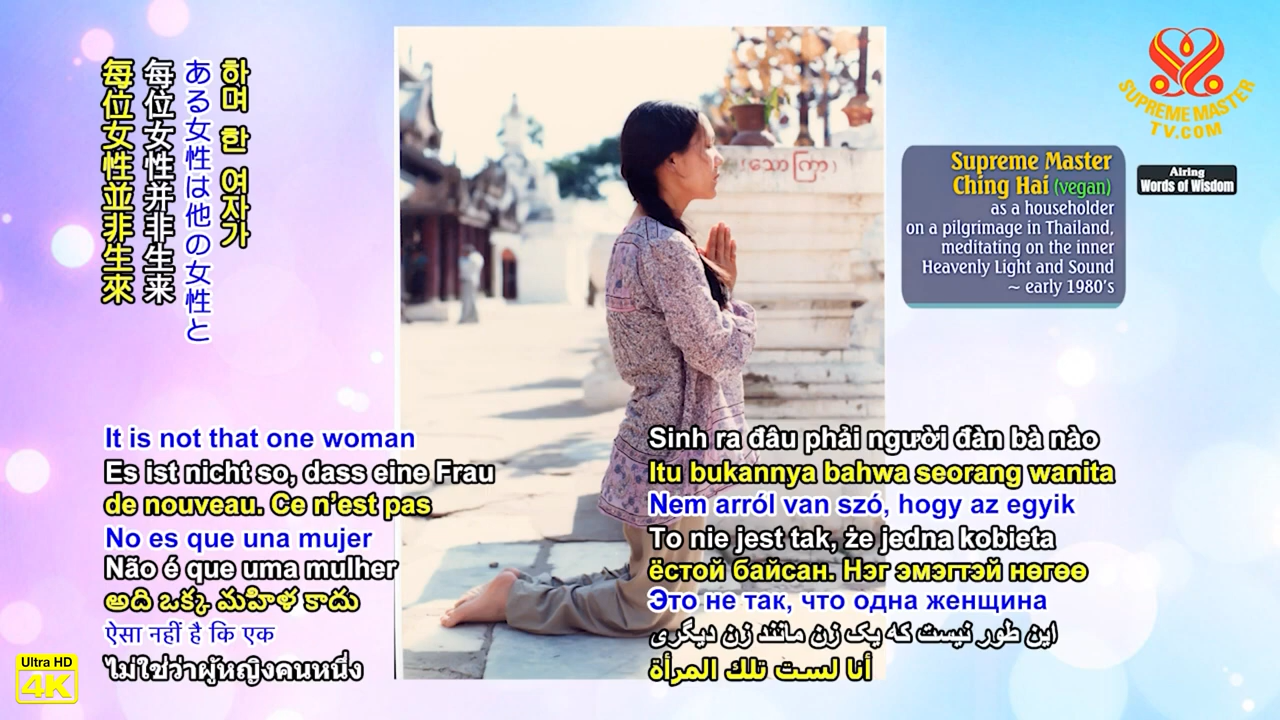 하며 한 여자가
ある女性は他の女性と
每位女性并非生来
每位女性並非生來
(သောကြာ)
SUPREME MASTER
TV.COM
Supreme Master
Ching Hai (vegan)
as a householder
on a pilgrimage in Thailand,
meditating on the inner
Heavenly Light and Sound
~ early 1980's
Airing
Words of Wisdom
It is not that one woman
Es ist nicht so, dass eine Frau
de nouveau. Ce n'est pas
No es que una mujer
Não é que uma mulher
అది ఒక్క మహిళ కాదు
ऐसा नहीं है कि एक
ไม่ใช่ว่าผู้หญิงคนหนึ่ง
Sinh ra đâu phải người đàn bà nào
Itu bukannya bahwa seorang wanita
Nem arról van szó, hogy az egyik
To nie jest tak, że jedna kobieta
ёстой байсан. Нэг эмэгтэй нөгөө
Это не так, что одна женщина
این طور نیست که یک زن مانند زن دیگری
أنا لست تلك المرأة
Ultra HD
4K